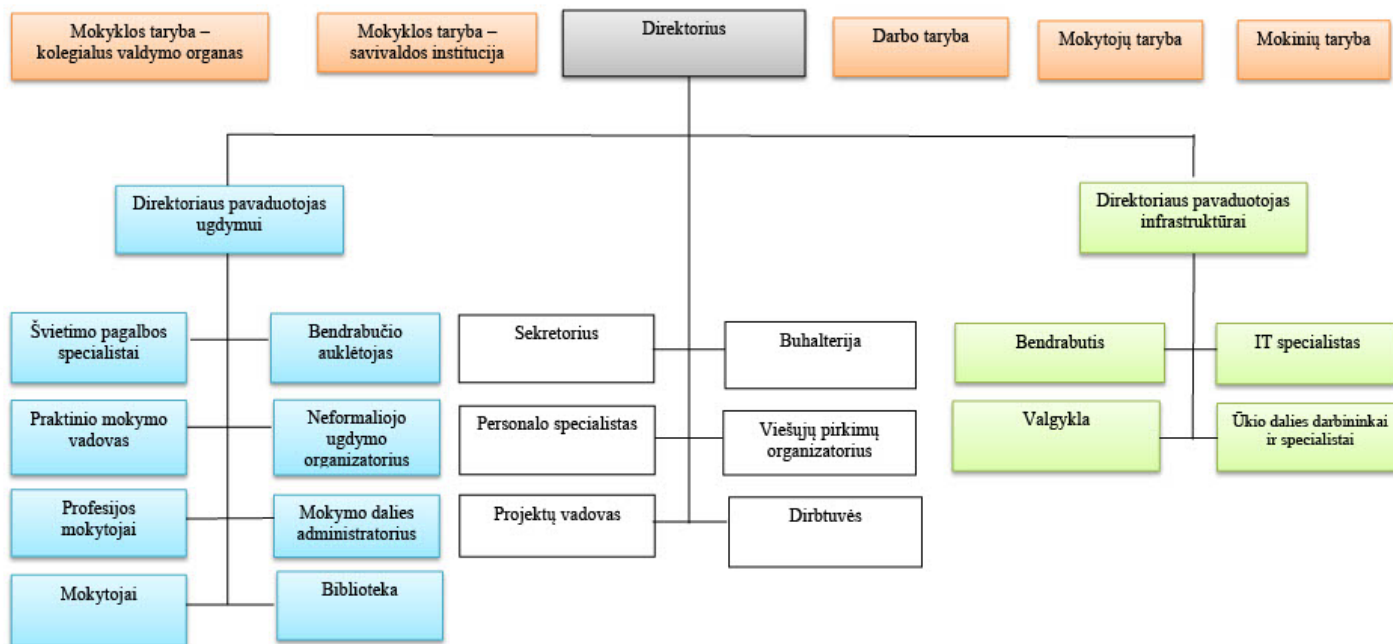 Mokyklos taryba –
kolegialus valdymo organas
Mokyklos taryba –
savivaldos institucija
Direktorius
Darbo taryba
Mokytojų taryba
Mokinių taryba
Direktoriaus pavaduotojas
ugdymui
Direktoriaus pavaduotojas
infrastruktūrai
Švietimo pagalbos
specialistai
Bendrabučio
auklėtojas
Sekretorius
Buhalterija
Bendrabutis
IT specialistas
Praktinio mokymo
vadovas
Neformaliojo
ugdymo
organizatorius
Personalo specialistas
Viešųjų pirkimų
organizatorius
Valgykla
Ūkio dalies darbininkai
ir specialistai
Profesijos
mokytojai
Mokymo dalies
administratorius
Projektų vadovas
Dirbtuvės
Mokytojai
Biblioteka